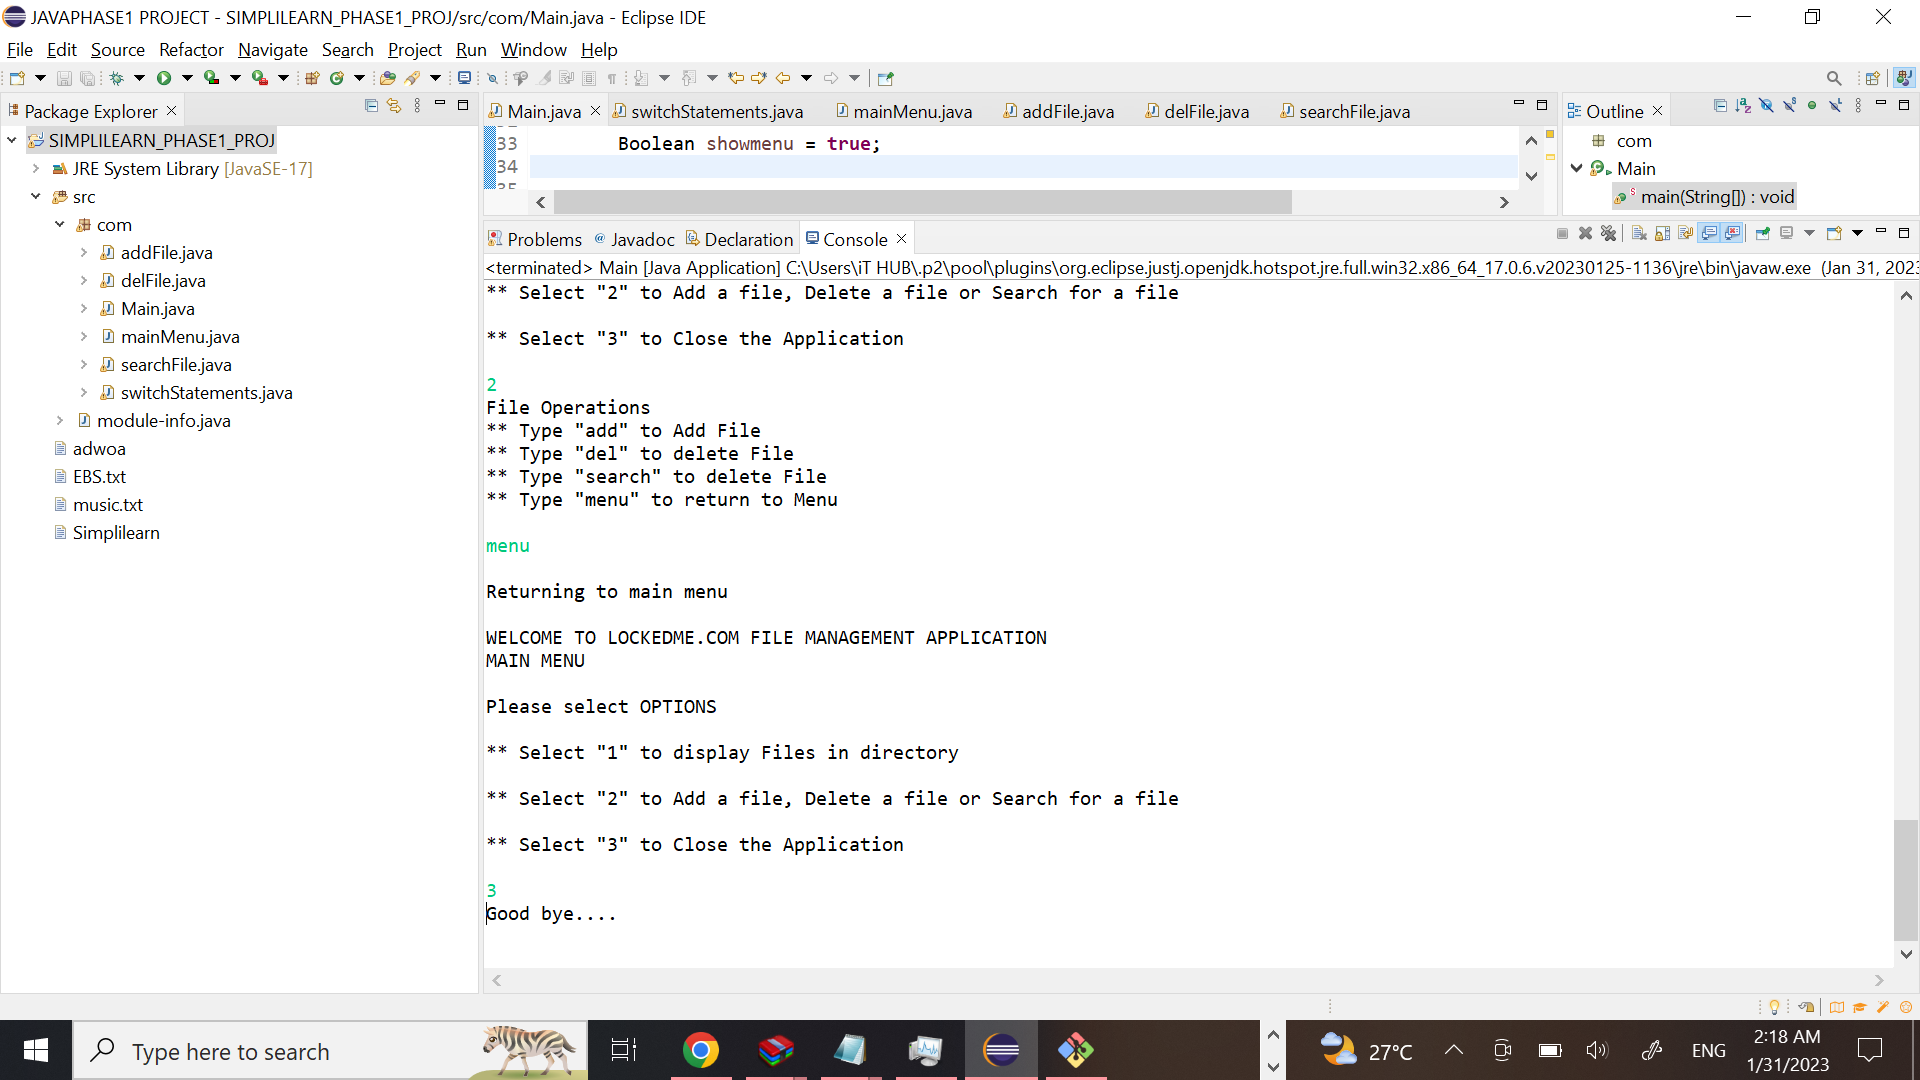 JAVAPHASE1 PROJECT - SIMPLILEARN_PHASE1_PROJ/src/com/Main.java - Eclipse IDE
File Edit Source Refactor Navigate Search Project Run Window Help
Package Explorer
SIMPLILEARN_PHASE1_PROJ
JRE System Library [JavaSE-17]
src
com
addFile.java
delFile.java
Main.java
mainMenu.java
searchFile.java
switchStatements.java
module-info.java
adwoa
EBS.txt
music.txt
Simplilearn
Main.java switchStatements.java mainMenu.java addFile.java delFile.java searchFile.java
33 Boolean showmenu = true;
34
Outline
com
Main
main(String[]) : void
Problems Javadoc Declaration Console
<terminated> Main [Java Application] C:\Users\iT HUB\.p2\pool\plugins\org.eclipse.justj.openjdk.hotspot.jre.full.win32.x86_64_17.0.6.v20230125-1136\jre\bin\javaw.exe (Jan 31, 2023
** Select "2" to Add a file, Delete a file or Search for a file
** Select "3" to Close the Application
2
File Operations
** Type "add" to Add File
** Type "del" to delete File
** Type "search" to delete File
** Type "menu" to return to Menu
menu
Returning to main menu
WELCOME TO LOCKEDME.COM FILE MANAGEMENT APPLICATION
MAIN MENU
Please select OPTIONS
** Select "1" to display Files in directory
** Select "2" to Add a file, Delete a file or Search for a file
** Select "3" to Close the Application
3
Good bye....
Type here to search
27°C
ENG
2:18 AM
1/31/2023